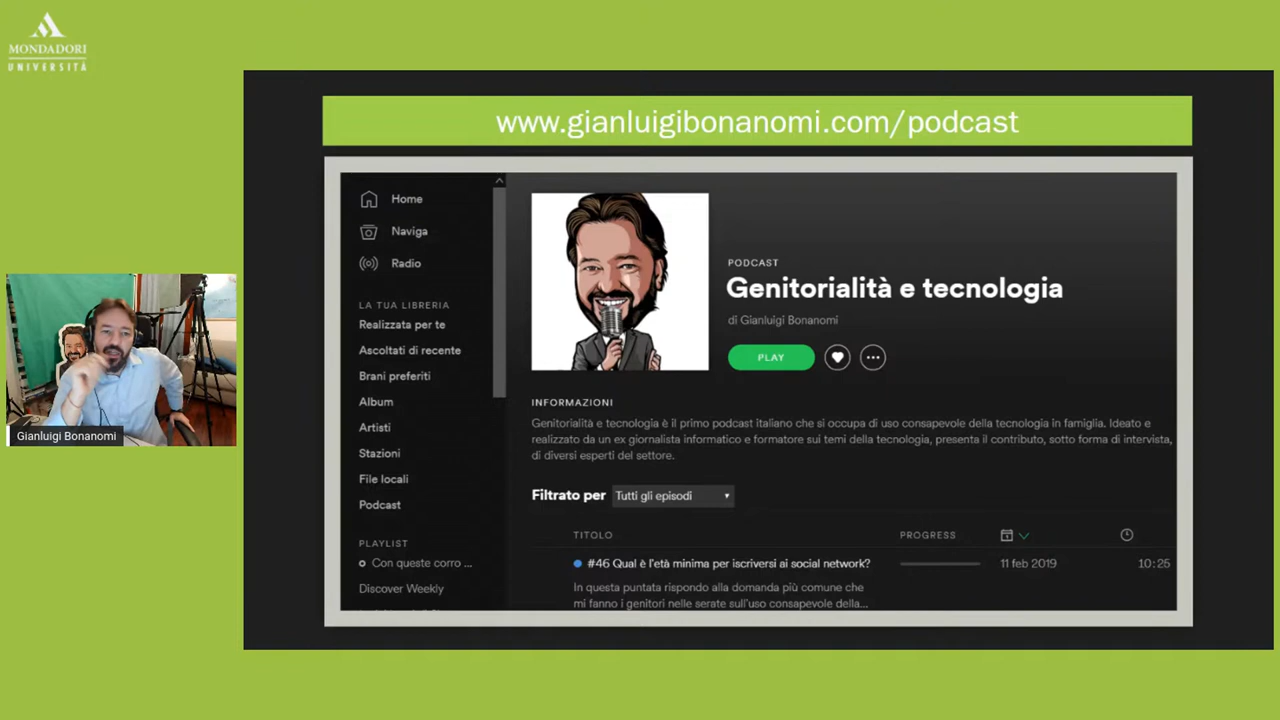 MONDADORI
UNIVERSITÀ
www.gianluigibonanomi.com/podcast
Home
Naviga
Radio
LA TUA LIBRERIA
Realizzata per te
Ascoltati di recente
Brani preferiti
Album
Artisti
Stazioni
File locali
Podcast
PLAYLIST
Con queste corro ...
Discover Weekly
PODCAST
Genitorialità e tecnologia
di Gianluigi Bonanomi
PLAY
INFORMAZIONI
Genitorialità e tecnologia è il primo podcast italiano che si occupa di uso consapevole della tecnologia in famiglia. Ideato e
realizzato da un ex giornalista informatico e formatore sui temi della tecnologia, presenta il contributo, sotto forma di intervista,
di diversi esperti del settore.
Filtrato per Tutti gli episodi
TITOLO PROGRESS
#46 Qual è l'età minima per iscriversi ai social network? 11 feb 2019 10:25
In questa puntata rispondo alla domanda più comune che
mi fanno i genitori nelle serate sull'uso consapevole della...
Gianluigi Bonanomi